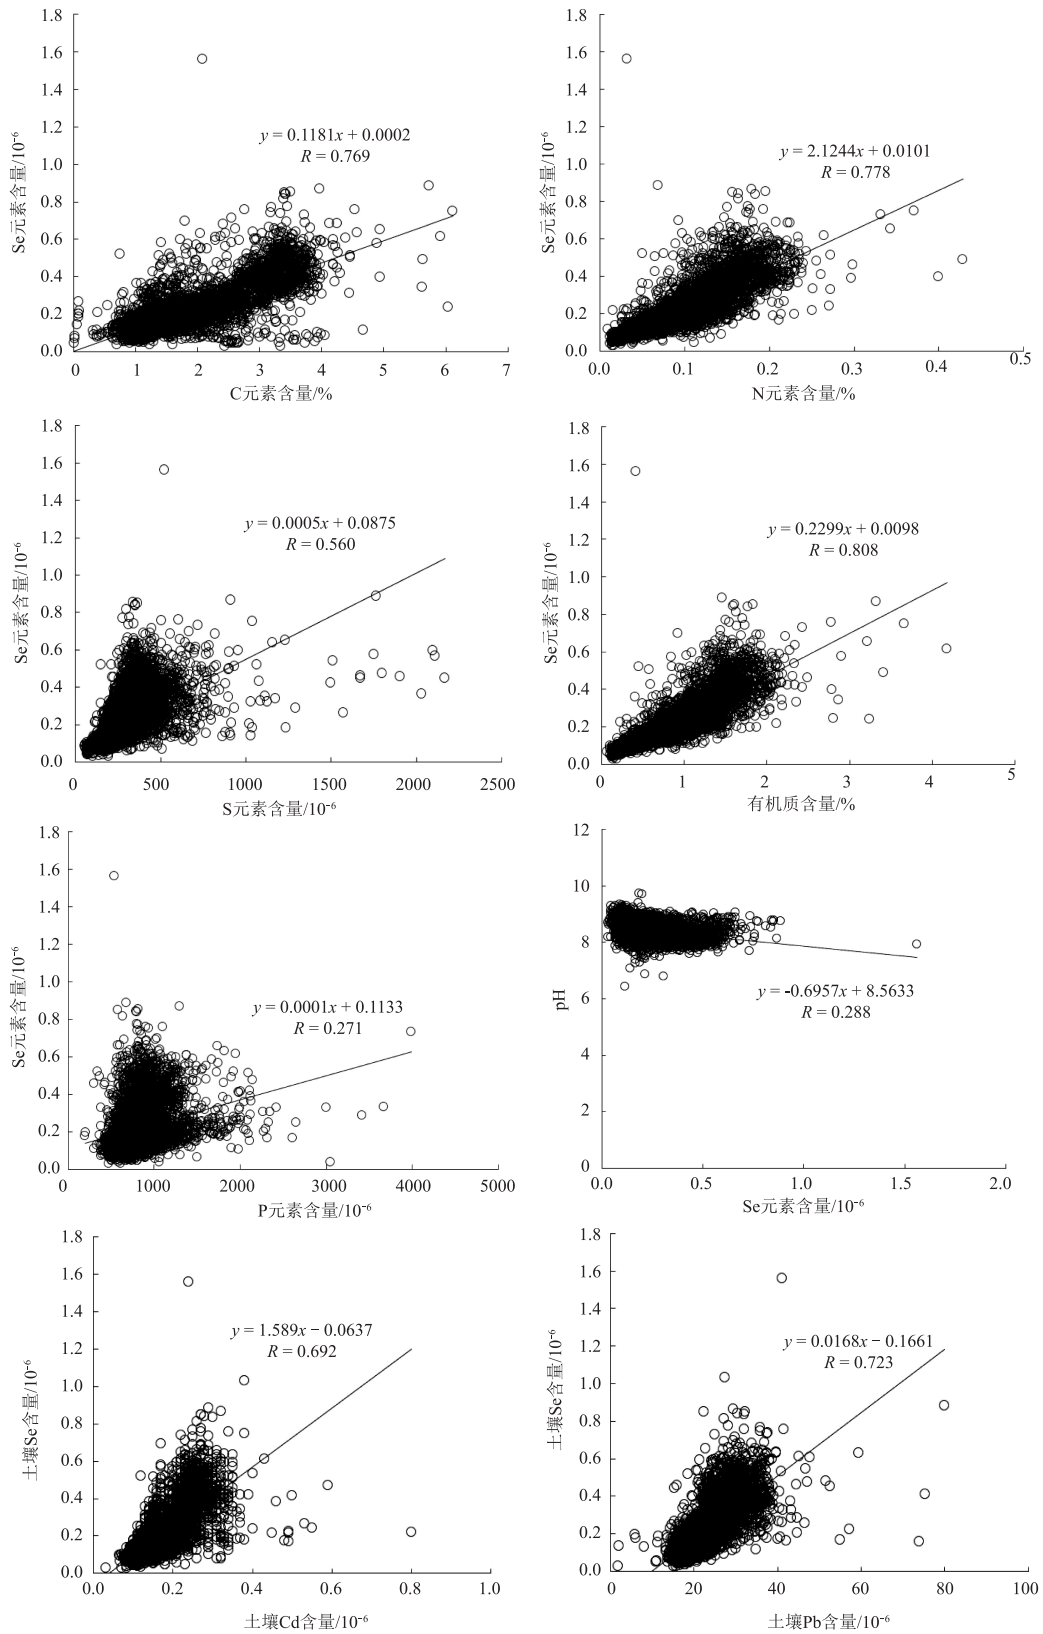 1.8
1.6
1.4
1.2
1.0
0.8
0.6
0.4
0.2
0.0
Se元素含量/10⁻⁶
y = 0.1181x + 0.0002
R = 0.769
0 1 2 3 4 5 6 7
C元素含量/%
1.8
1.6
1.4
1.2
1.0
0.8
0.6
0.4
0.2
0.0
Se元素含量/10⁻⁶
y = 2.1244x + 0.0101
R = 0.778
0.0 0.1 0.2 0.3 0.4 0.5
N元素含量/%
1.8
1.6
1.4
1.2
1.0
0.8
0.6
0.4
0.2
0.0
Se元素含量/10⁻⁶
y = 0.0005x + 0.0875
R = 0.560
0 500 1000 1500 2000 2500
S元素含量/10⁻⁶
1.8
1.6
1.4
1.2
1.0
0.8
0.6
0.4
0.2
0.0
Se元素含量/10⁻⁶
y = 0.2299x + 0.0098
R = 0.808
0 1 2 3 4 5
有机质含量/%
1.8
1.6
1.4
1.2
1.0
0.8
0.6
0.4
0.2
0.0
Se元素含量/10⁻⁶
y = 0.0001x + 0.1133
R = 0.271
0 1000 2000 3000 4000 5000
P元素含量/10⁻⁶
12
10
8
6
4
2
0
pH
y = -0.6957x + 8.5633
R = 0.288
0.0 0.5 1.0 1.5 2.0
Se元素含量/10⁻⁶
1.8
1.6
1.4
1.2
1.0
0.8
0.6
0.4
0.2
0.0
土壤Se含量/10⁻⁶
y = 1.589x − 0.0637
R = 0.692
0.0 0.2 0.4 0.6 0.8 1.0
土壤Cd含量/10⁻⁶
1.8
1.6
1.4
1.2
1.0
0.8
0.6
0.4
0.2
0.0
土壤Se含量/10⁻⁶
y = 0.0168x − 0.1661
R = 0.723
0 20 40 60 80 100
土壤Pb含量/10⁻⁶